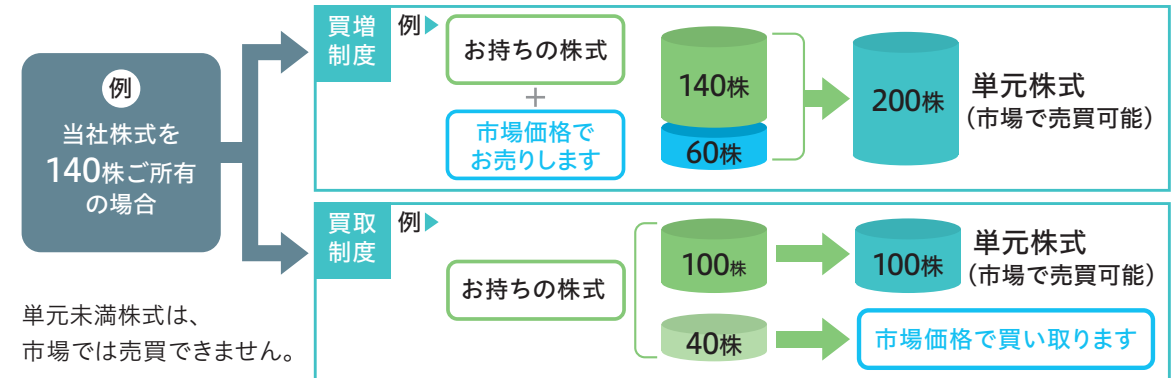 例
当社株式を
140株ご所有
の場合
単元未満株式は、
市場では売買できません。
買増
制度
例
お持ちの株式
+
市場価格で
お売りします
140株
60株
200株
単元株式
(市場で売買可能)
買取
制度
例
お持ちの株式
100株
40株
100株
単元株式
(市場で売買可能)
市場価格で買い取ります